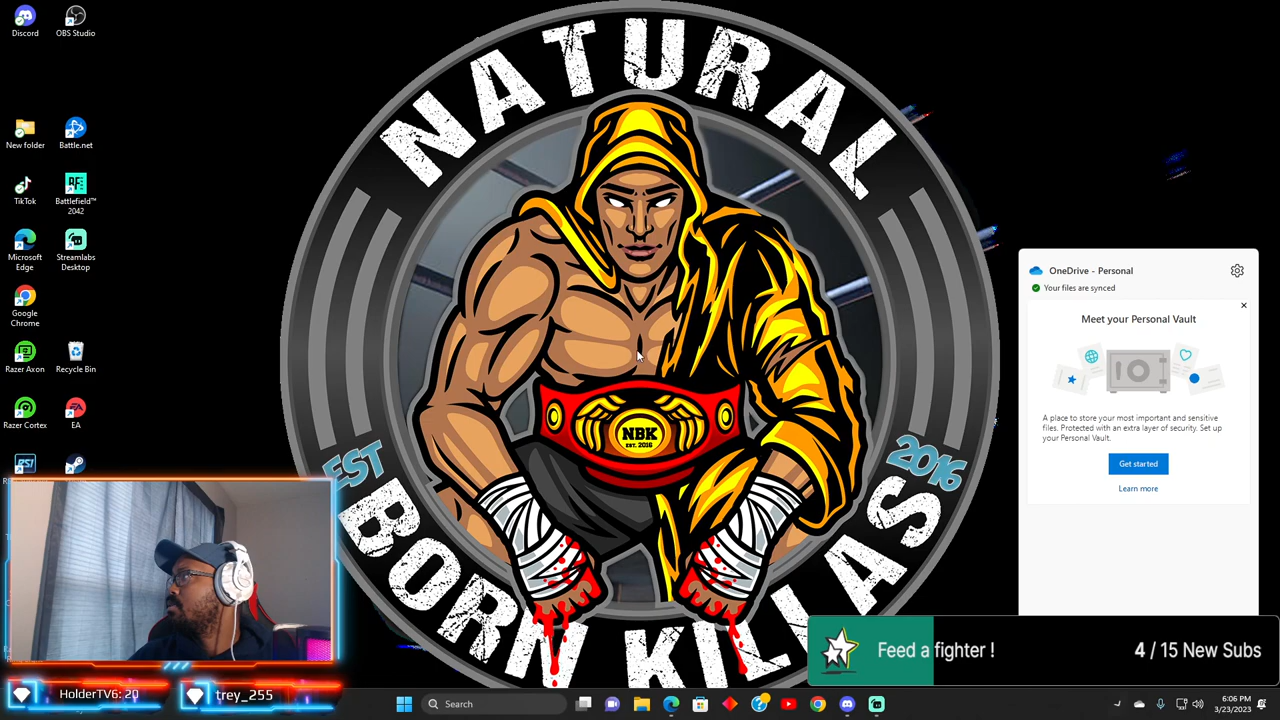 Discord
OBS Studio
New folder
Battle.net
TikTok
Battlefield™
2042
Microsoft
Edge
Streamlabs
Desktop
Google
Chrome
Razer Axon
Recycle Bin
Razer Cortex
EA
NATURAL
BORN KILLAS
EST
2016
NBK
EST. 2016
OneDrive - Personal
Your files are synced
Meet your Personal Vault
A place to store your most important and sensitive
files. Protected with an extra layer of security. Set up
your Personal Vault.
Get started
Learn more
Feed a fighter !
4 / 15 New Subs
HolderTV6: 20
trey_255
Search
6:06 PM
3/23/2023